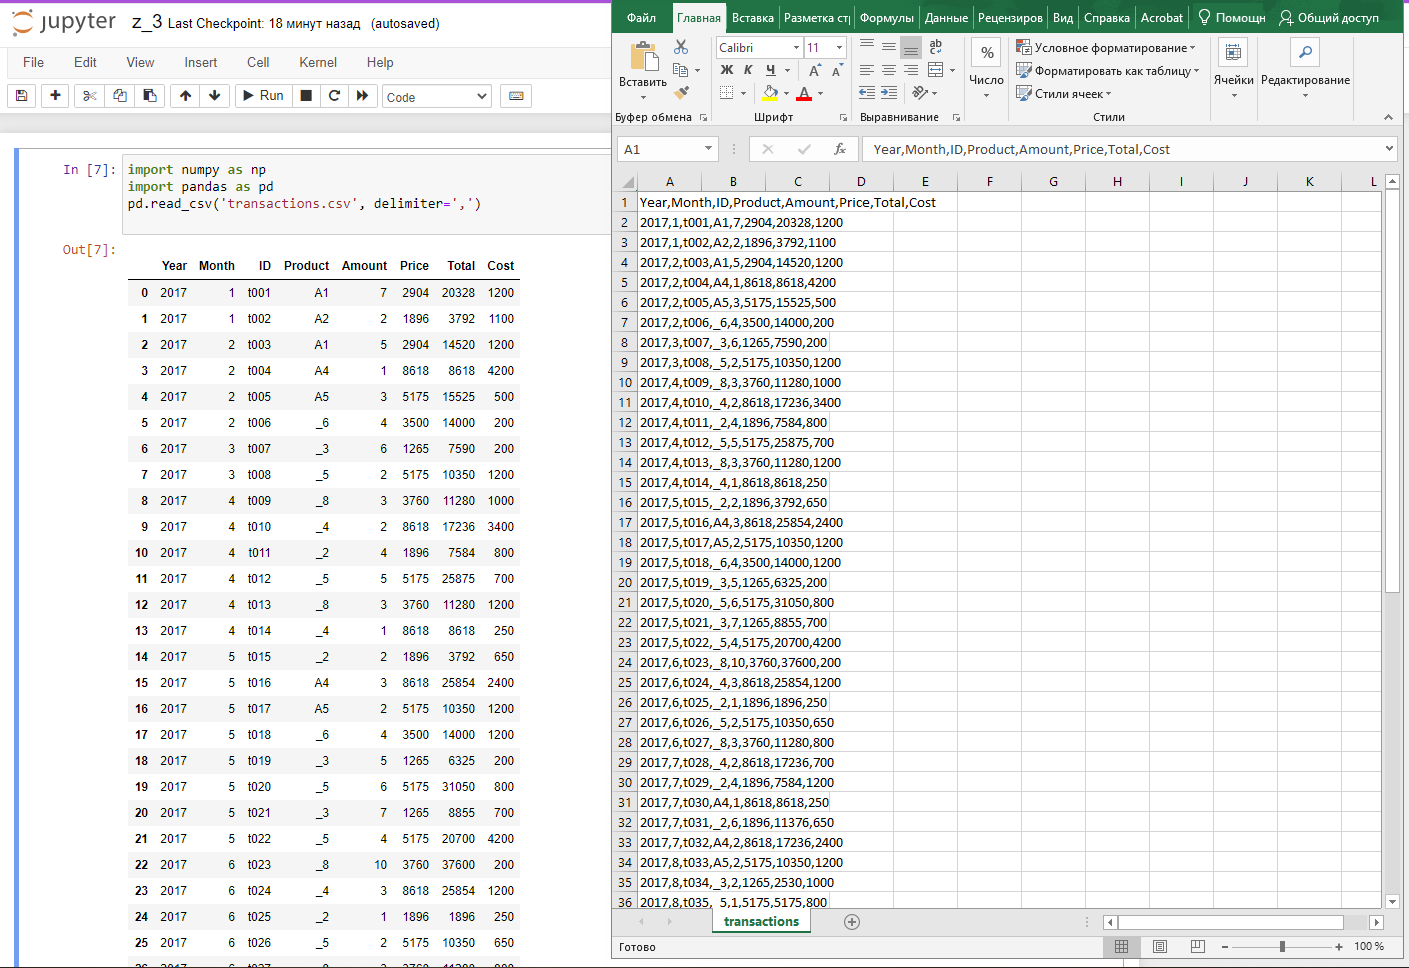 jupyter z_3 Last Checkpoint: 18 минут назад (autosaved)
File Edit View Insert Cell Kernel Help
Run Code
In [7]: import numpy as np
import pandas as pd
pd.read_csv('transactions.csv', delimiter=',')
Out[7]:
Year Month ID Product Amount Price Total Cost
0 2017 1 t001 A1 7 2904 20328 1200
1 2017 1 t002 A2 2 1896 3792 1100
2 2017 2 t003 A1 5 2904 14520 1200
3 2017 2 t004 A4 1 8618 8618 4200
4 2017 2 t005 A5 3 5175 15525 500
5 2017 2 t006 _6 4 3500 14000 200
6 2017 3 t007 _3 6 1265 7590 200
7 2017 3 t008 _5 2 5175 10350 1200
8 2017 4 t009 _8 3 3760 11280 1000
9 2017 4 t010 _4 2 8618 17236 3400
10 2017 4 t011 _2 4 1896 7584 800
11 2017 4 t012 _5 5 5175 25875 700
12 2017 4 t013 _8 3 3760 11280 1200
13 2017 4 t014 _4 1 8618 8618 250
14 2017 5 t015 _2 2 1896 3792 650
15 2017 5 t016 A4 3 8618 25854 2400
16 2017 5 t017 A5 2 5175 10350 1200
17 2017 5 t018 _6 4 3500 14000 1200
18 2017 5 t019 _3 5 1265 6325 200
19 2017 5 t020 _5 6 5175 31050 800
20 2017 5 t021 _3 7 1265 8855 700
21 2017 5 t022 _5 4 5175 20700 4200
22 2017 6 t023 _8 10 3760 37600 200
23 2017 6 t024 _4 3 8618 25854 1200
24 2017 6 t025 _2 1 1896 1896 250
25 2017 6 t026 _5 2 5175 10350 650
Файл Главная Вставка Разметка ст Формулы Данные Рецензиров Вид Справка Acrobat Помощн Общий доступ
Вставить
Буфер обмена
Calibri 11
Ж К Ч
Шрифт
Выравнивание
%
Число
Условное форматирование
Форматировать как таблицу
Стили ячеек
Стили
Ячейки
Редактирование
A1 fx Year,Month,ID,Product,Amount,Price,Total,Cost
A B C D E F G H I J K L
1 Year,Month,ID,Product,Amount,Price,Total,Cost
2 2017,1,t001,A1,7,2904,20328,1200
3 2017,1,t002,A2,2,1896,3792,1100
4 2017,2,t003,A1,5,2904,14520,1200
5 2017,2,t004,A4,1,8618,8618,4200
6 2017,2,t005,A5,3,5175,15525,500
7 2017,2,t006,_6,4,3500,14000,200
8 2017,3,t007,_3,6,1265,7590,200
9 2017,3,t008,_5,2,5175,10350,1200
10 2017,4,t009,_8,3,3760,11280,1000
11 2017,4,t010,_4,2,8618,17236,3400
12 2017,4,t011,_2,4,1896,7584,800
13 2017,4,t012,_5,5,5175,25875,700
14 2017,4,t013,_8,3,3760,11280,1200
15 2017,4,t014,_4,1,8618,8618,250
16 2017,5,t015,_2,2,1896,3792,650
17 2017,5,t016,A4,3,8618,25854,2400
18 2017,5,t017,A5,2,5175,10350,1200
19 2017,5,t018,_6,4,3500,14000,1200
20 2017,5,t019,_3,5,1265,6325,200
21 2017,5,t020,_5,6,5175,31050,800
22 2017,5,t021,_3,7,1265,8855,700
23 2017,5,t022,_5,4,5175,20700,4200
24 2017,6,t023,_8,10,3760,37600,200
25 2017,6,t024,_4,3,8618,25854,1200
26 2017,6,t025,_2,1,1896,1896,250
27 2017,6,t026,_5,2,5175,10350,650
28 2017,6,t027,_8,3,3760,11280,800
29 2017,7,t028,_4,2,8618,17236,700
30 2017,7,t029,_2,4,1896,7584,1200
31 2017,7,t030,A4,1,8618,8618,250
32 2017,7,t031,_2,6,1896,11376,650
33 2017,7,t032,A4,2,8618,17236,2400
34 2017,8,t033,A5,2,5175,10350,1200
35 2017,8,t034,_3,2,1265,2530,1000
36 2017,8,t035,_5,1,5175,5175,800
transactions
Готово 100 %